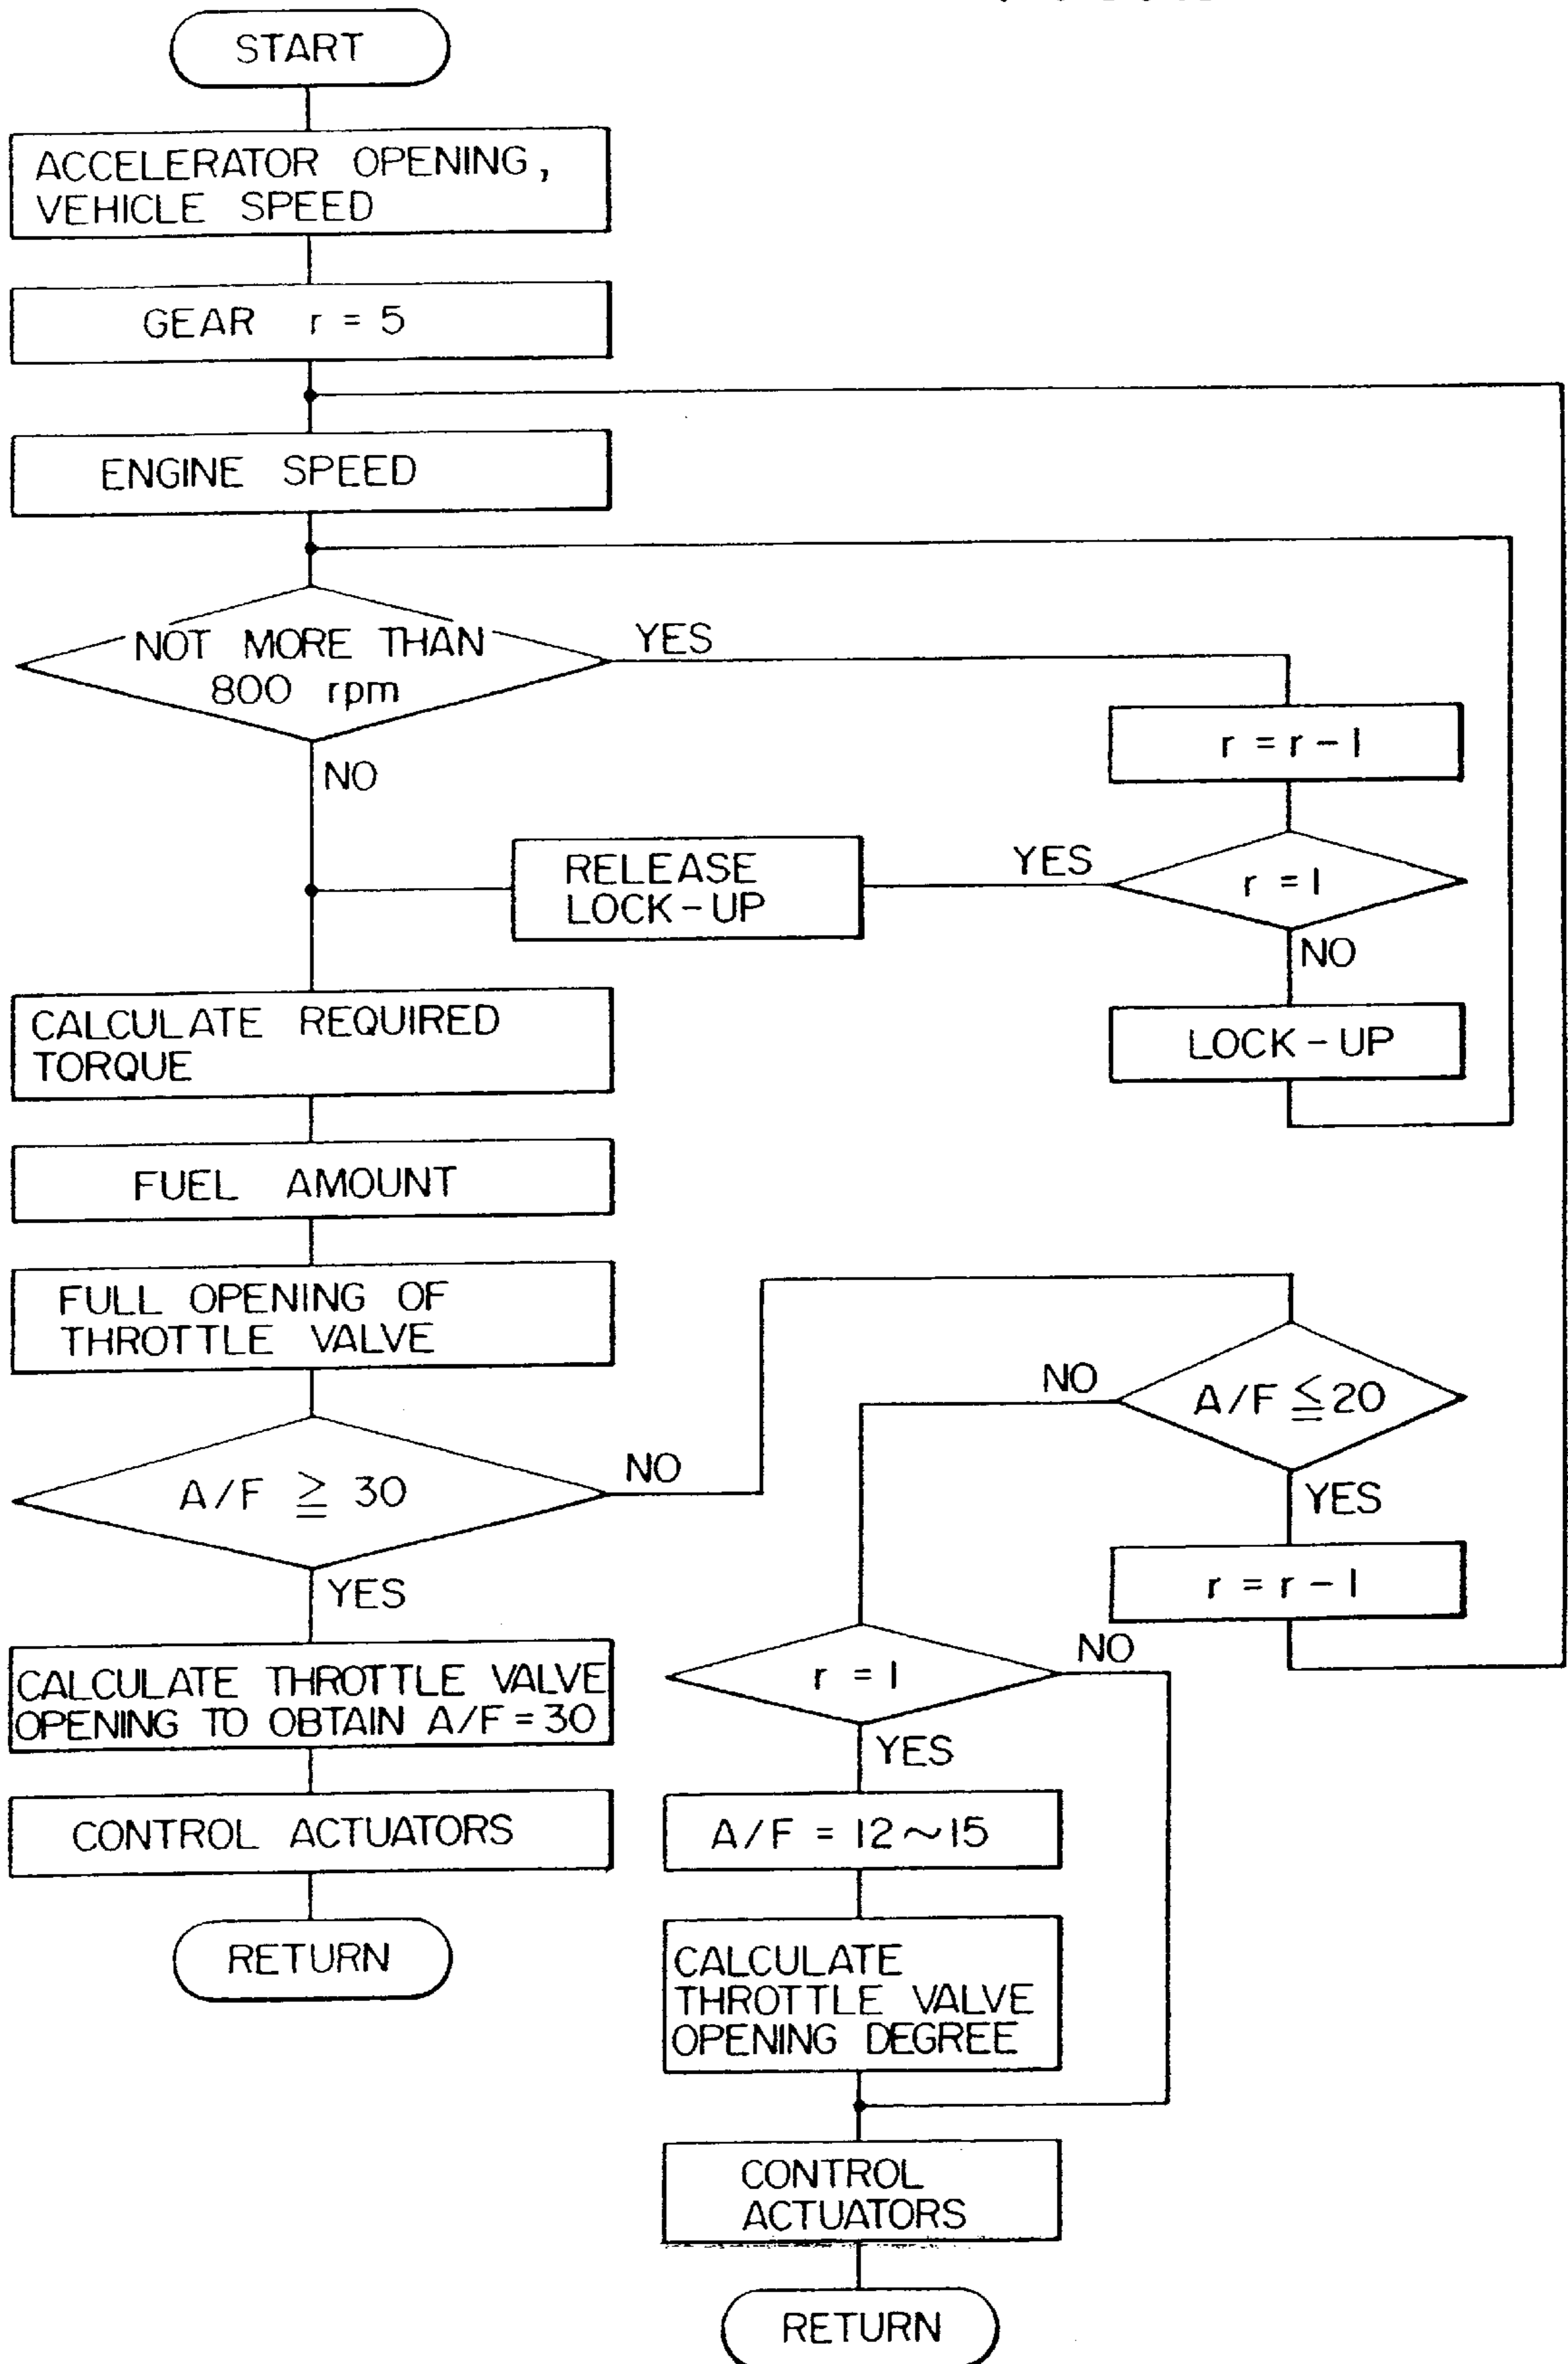 START
ACCELERATOR OPENING,
VEHICLE SPEED
GEAR r = 5
ENGINE SPEED
NOT MORE THAN
800 rpm
YES
NO
r = r - 1
r = 1
YES
NO
RELEASE
LOCK-UP
LOCK-UP
CALCULATE REQUIRED
TORQUE
FUEL AMOUNT
FULL OPENING OF
THROTTLE VALVE
A/F ≧ 30
NO
YES
A/F ≦ 20
NO
YES
r = r - 1
CALCULATE THROTTLE VALVE
OPENING TO OBTAIN A/F = 30
CONTROL ACTUATORS
RETURN
r = 1
NO
YES
A/F = 12~15
CALCULATE
THROTTLE VALVE
OPENING DEGREE
CONTROL
ACTUATORS
RETURN